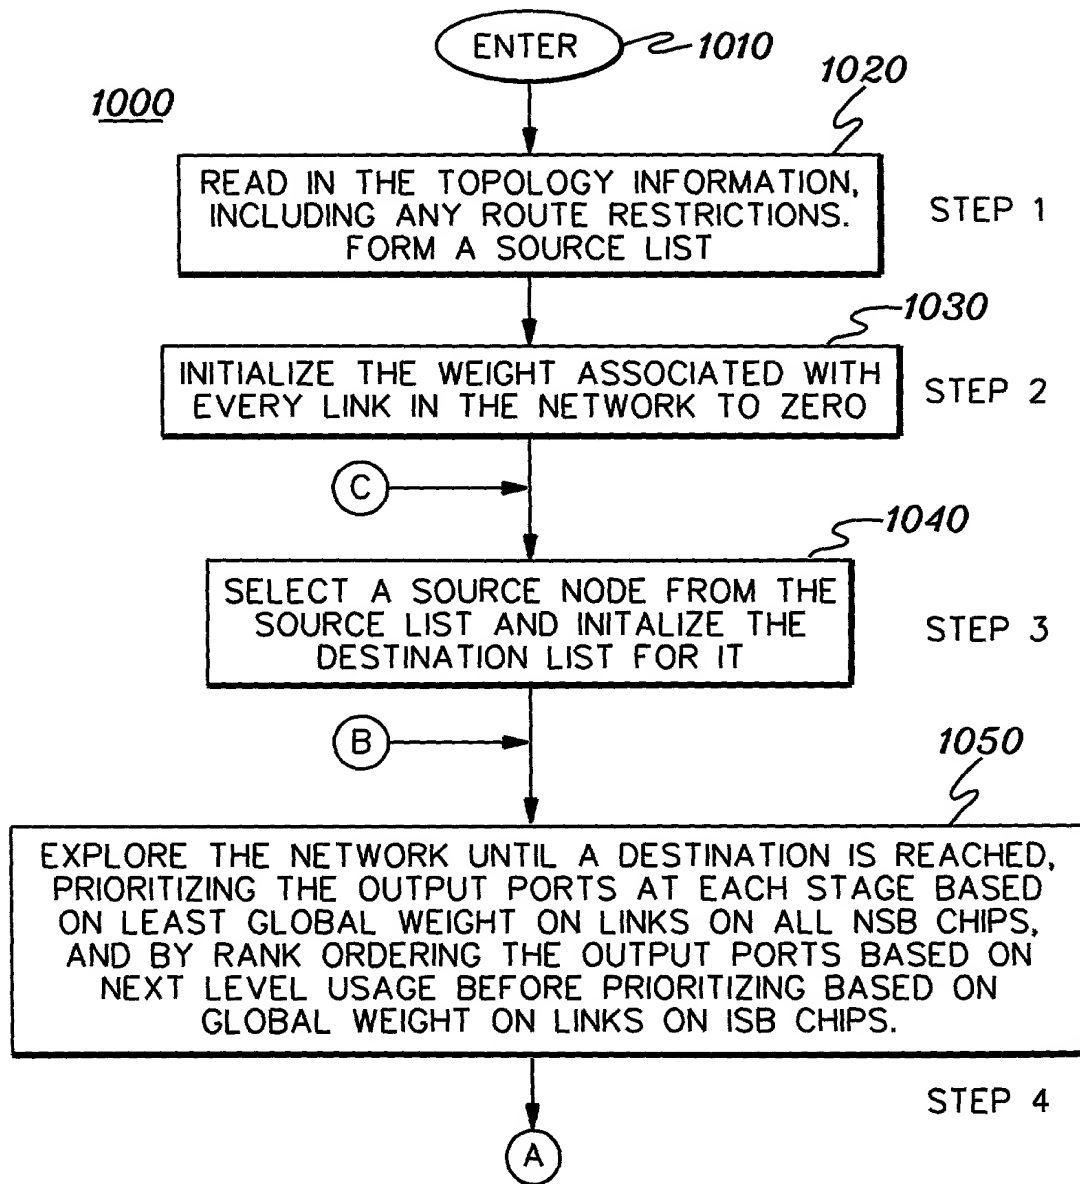 ENTER
1010
1000
1020
READ IN THE TOPOLOGY INFORMATION,
INCLUDING ANY ROUTE RESTRICTIONS.
FORM A SOURCE LIST
STEP 1
1030
INITIALIZE THE WEIGHT ASSOCIATED WITH
EVERY LINK IN THE NETWORK TO ZERO
STEP 2
C
1040
SELECT A SOURCE NODE FROM THE
SOURCE LIST AND INITALIZE THE
DESTINATION LIST FOR IT
STEP 3
B
1050
EXPLORE THE NETWORK UNTIL A DESTINATION IS REACHED,
PRIORITIZING THE OUTPUT PORTS AT EACH STAGE BASED
ON LEAST GLOBAL WEIGHT ON LINKS ON ALL NSB CHIPS,
AND BY RANK ORDERING THE OUTPUT PORTS BASED ON
NEXT LEVEL USAGE BEFORE PRIORITIZING BASED ON
GLOBAL WEIGHT ON LINKS ON ISB CHIPS.
STEP 4
A